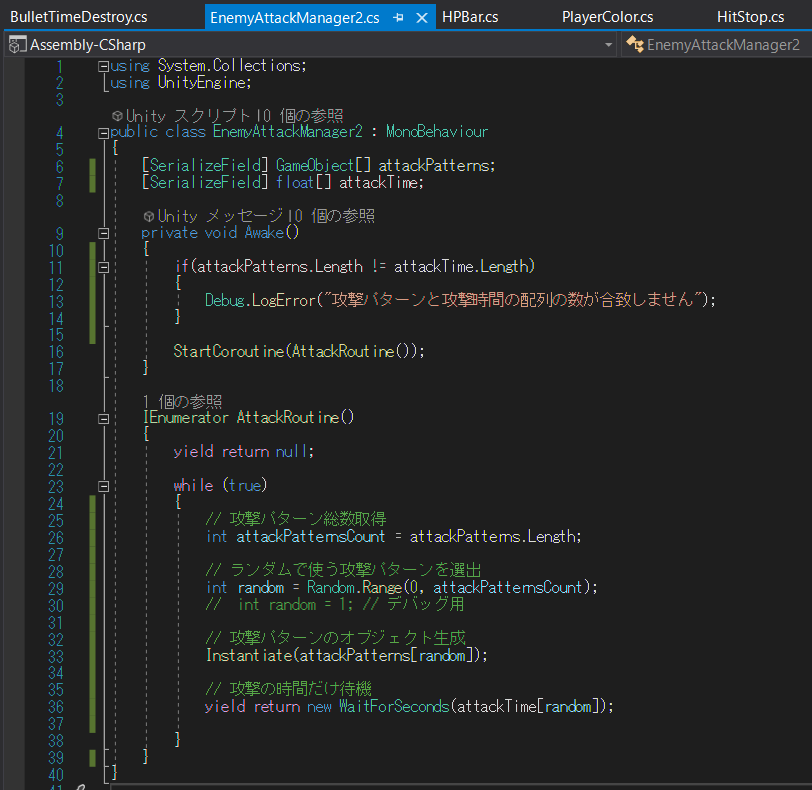 BulletTimeDestroy.cs EnemyAttackManager2.cs HPBar.cs PlayerColor.cs HitStop.cs
Assembly-CSharp EnemyAttackManager2
1 using System.Collections;
2 using UnityEngine;
3
Unity スクリプト|0 個の参照
4 public class EnemyAttackManager2 : MonoBehaviour
5 {
6 [SerializeField] GameObject[] attackPatterns;
7 [SerializeField] float[] attackTime;
8
Unity メッセージ|0 個の参照
9 private void Awake()
10 {
11 if(attackPatterns.Length != attackTime.Length)
12 {
13 Debug.LogError("攻撃パターンと攻撃時間の配列の数が合致しません");
14 }
15
16 StartCoroutine(AttackRoutine());
17 }
18
1 個の参照
19 IEnumerator AttackRoutine()
20 {
21 yield return null;
22
23 while (true)
24 {
25 // 攻撃パターン総数取得
26 int attackPatternsCount = attackPatterns.Length;
27
28 // ランダムで使う攻撃パターンを選出
29 int random = Random.Range(0, attackPatternsCount);
30 // int random = 1; // デバッグ用
31
32 // 攻撃パターンのオブジェクト生成
33 Instantiate(attackPatterns[random]);
34
35 // 攻撃の時間だけ待機
36 yield return new WaitForSeconds(attackTime[random]);
37
38 }
39 }
40 }
41